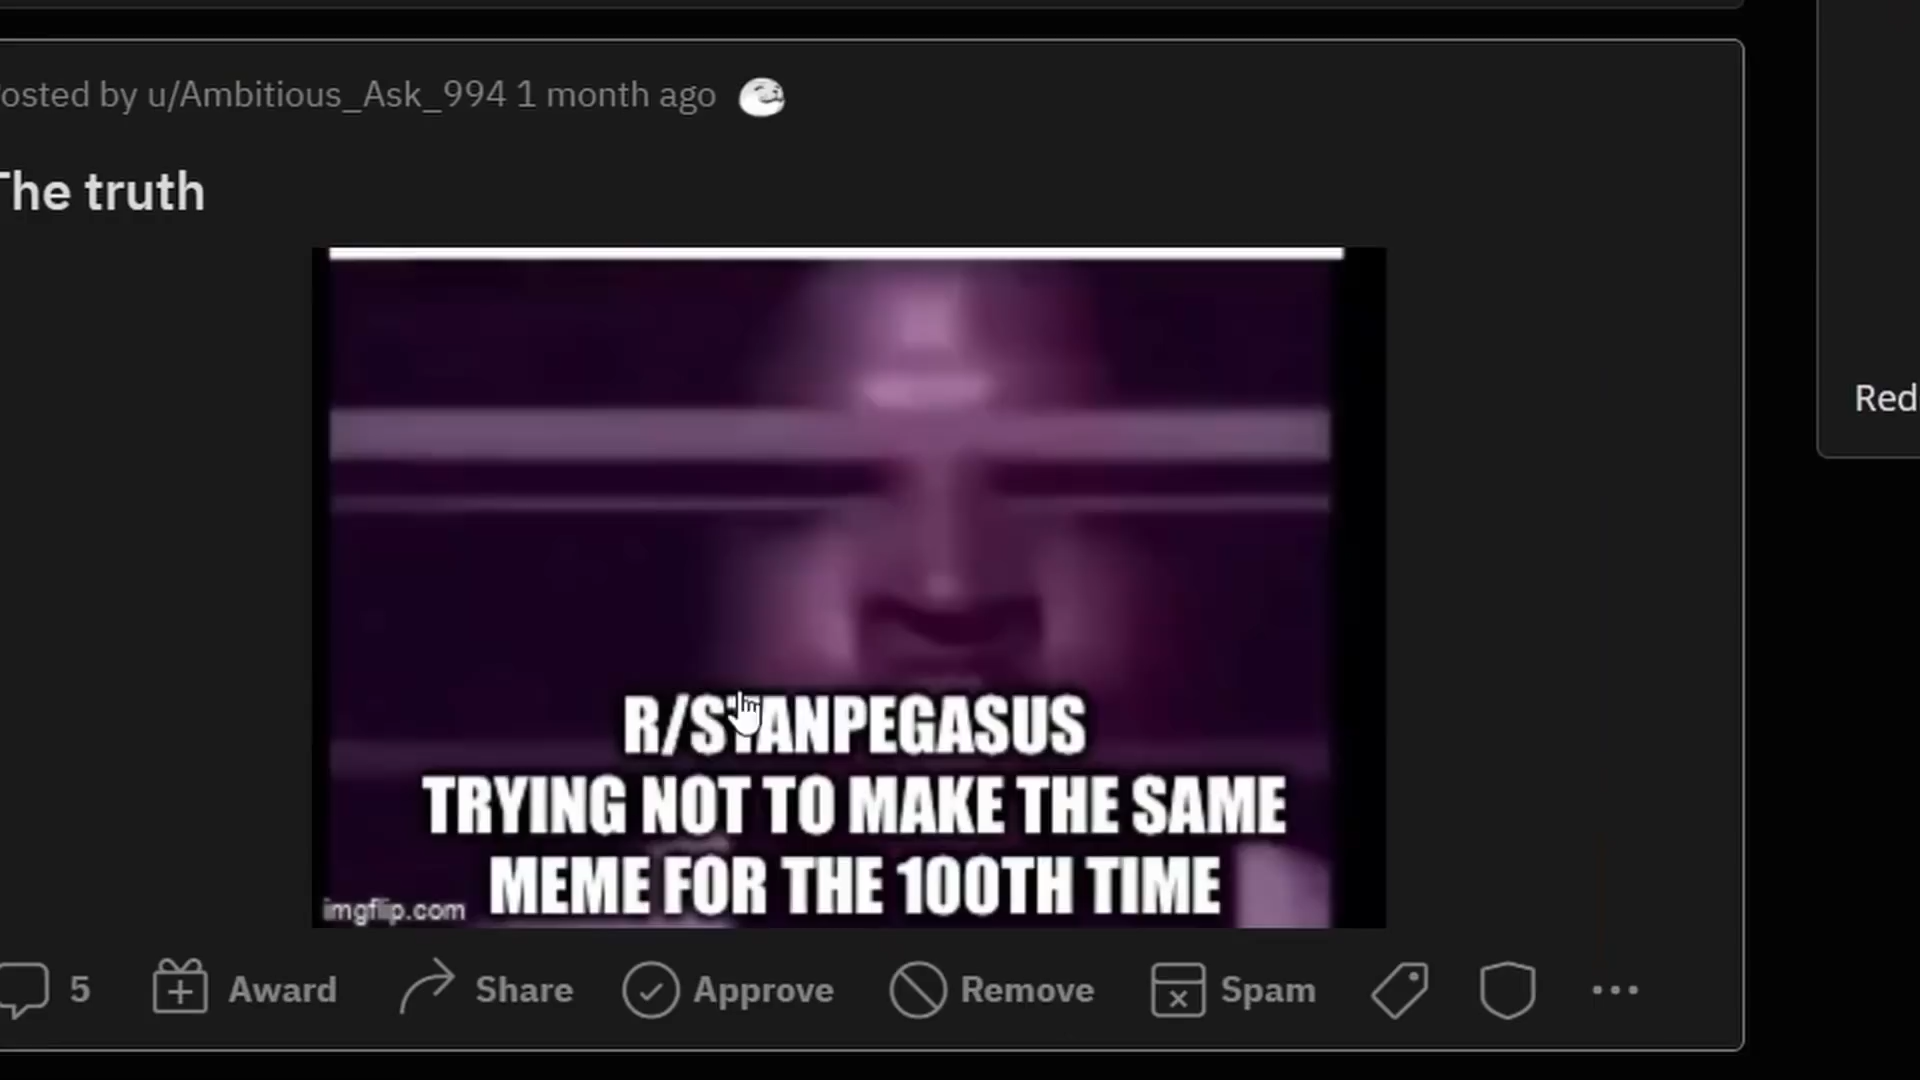 osted by u/Ambitious_Ask_994 1 month ago
The truth
Red
R/STANPEGASUS
TRYING NOT TO MAKE THE SAME
MEME FOR THE 100TH TIME
imgflip.com
5 Award Share Approve Remove Spam